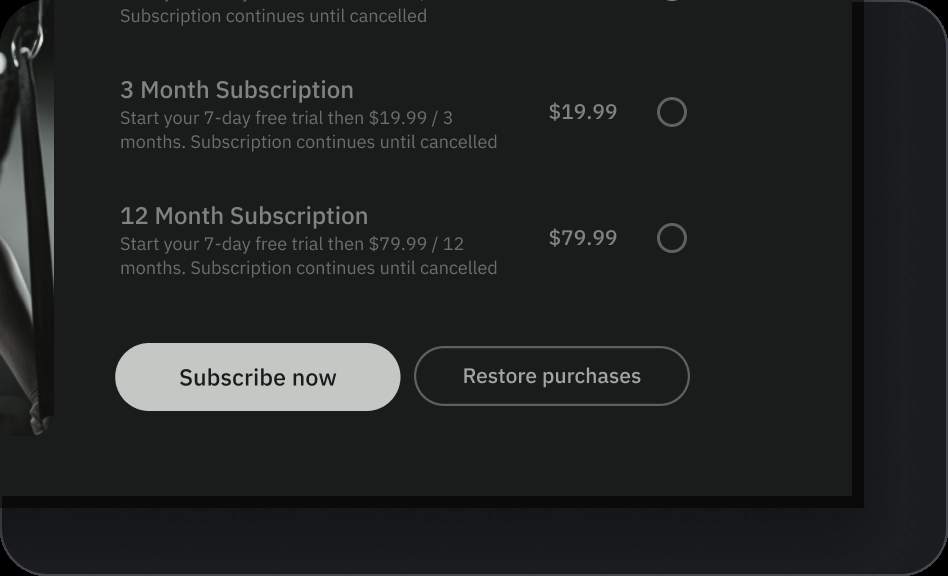 Subscription continues until cancelled
3 Month Subscription
Start your 7-day free trial then $19.99 / 3
months. Subscription continues until cancelled
$19.99
12 Month Subscription
Start your 7-day free trial then $79.99 / 12
months. Subscription continues until cancelled
$79.99
Subscribe now
Restore purchases